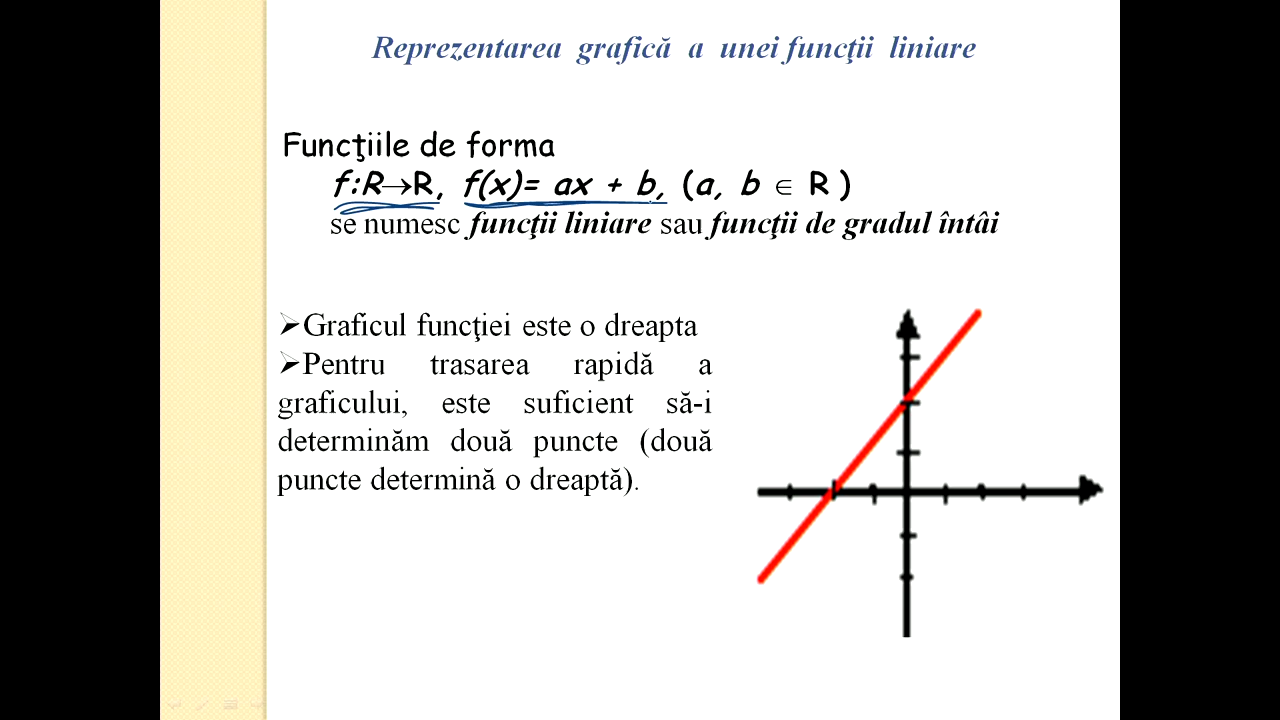 Reprezentarea grafică a unei funcţii liniare
Funcţiile de forma
f:R→R, f(x)= ax + b, (a, b ∈ R )
se numesc funcţii liniare sau funcţii de gradul întâi
➢Graficul funcţiei este o dreapta
➢Pentru trasarea rapidă a
graficului, este suficient să-i
determinăm două puncte (două
puncte determină o dreaptă).